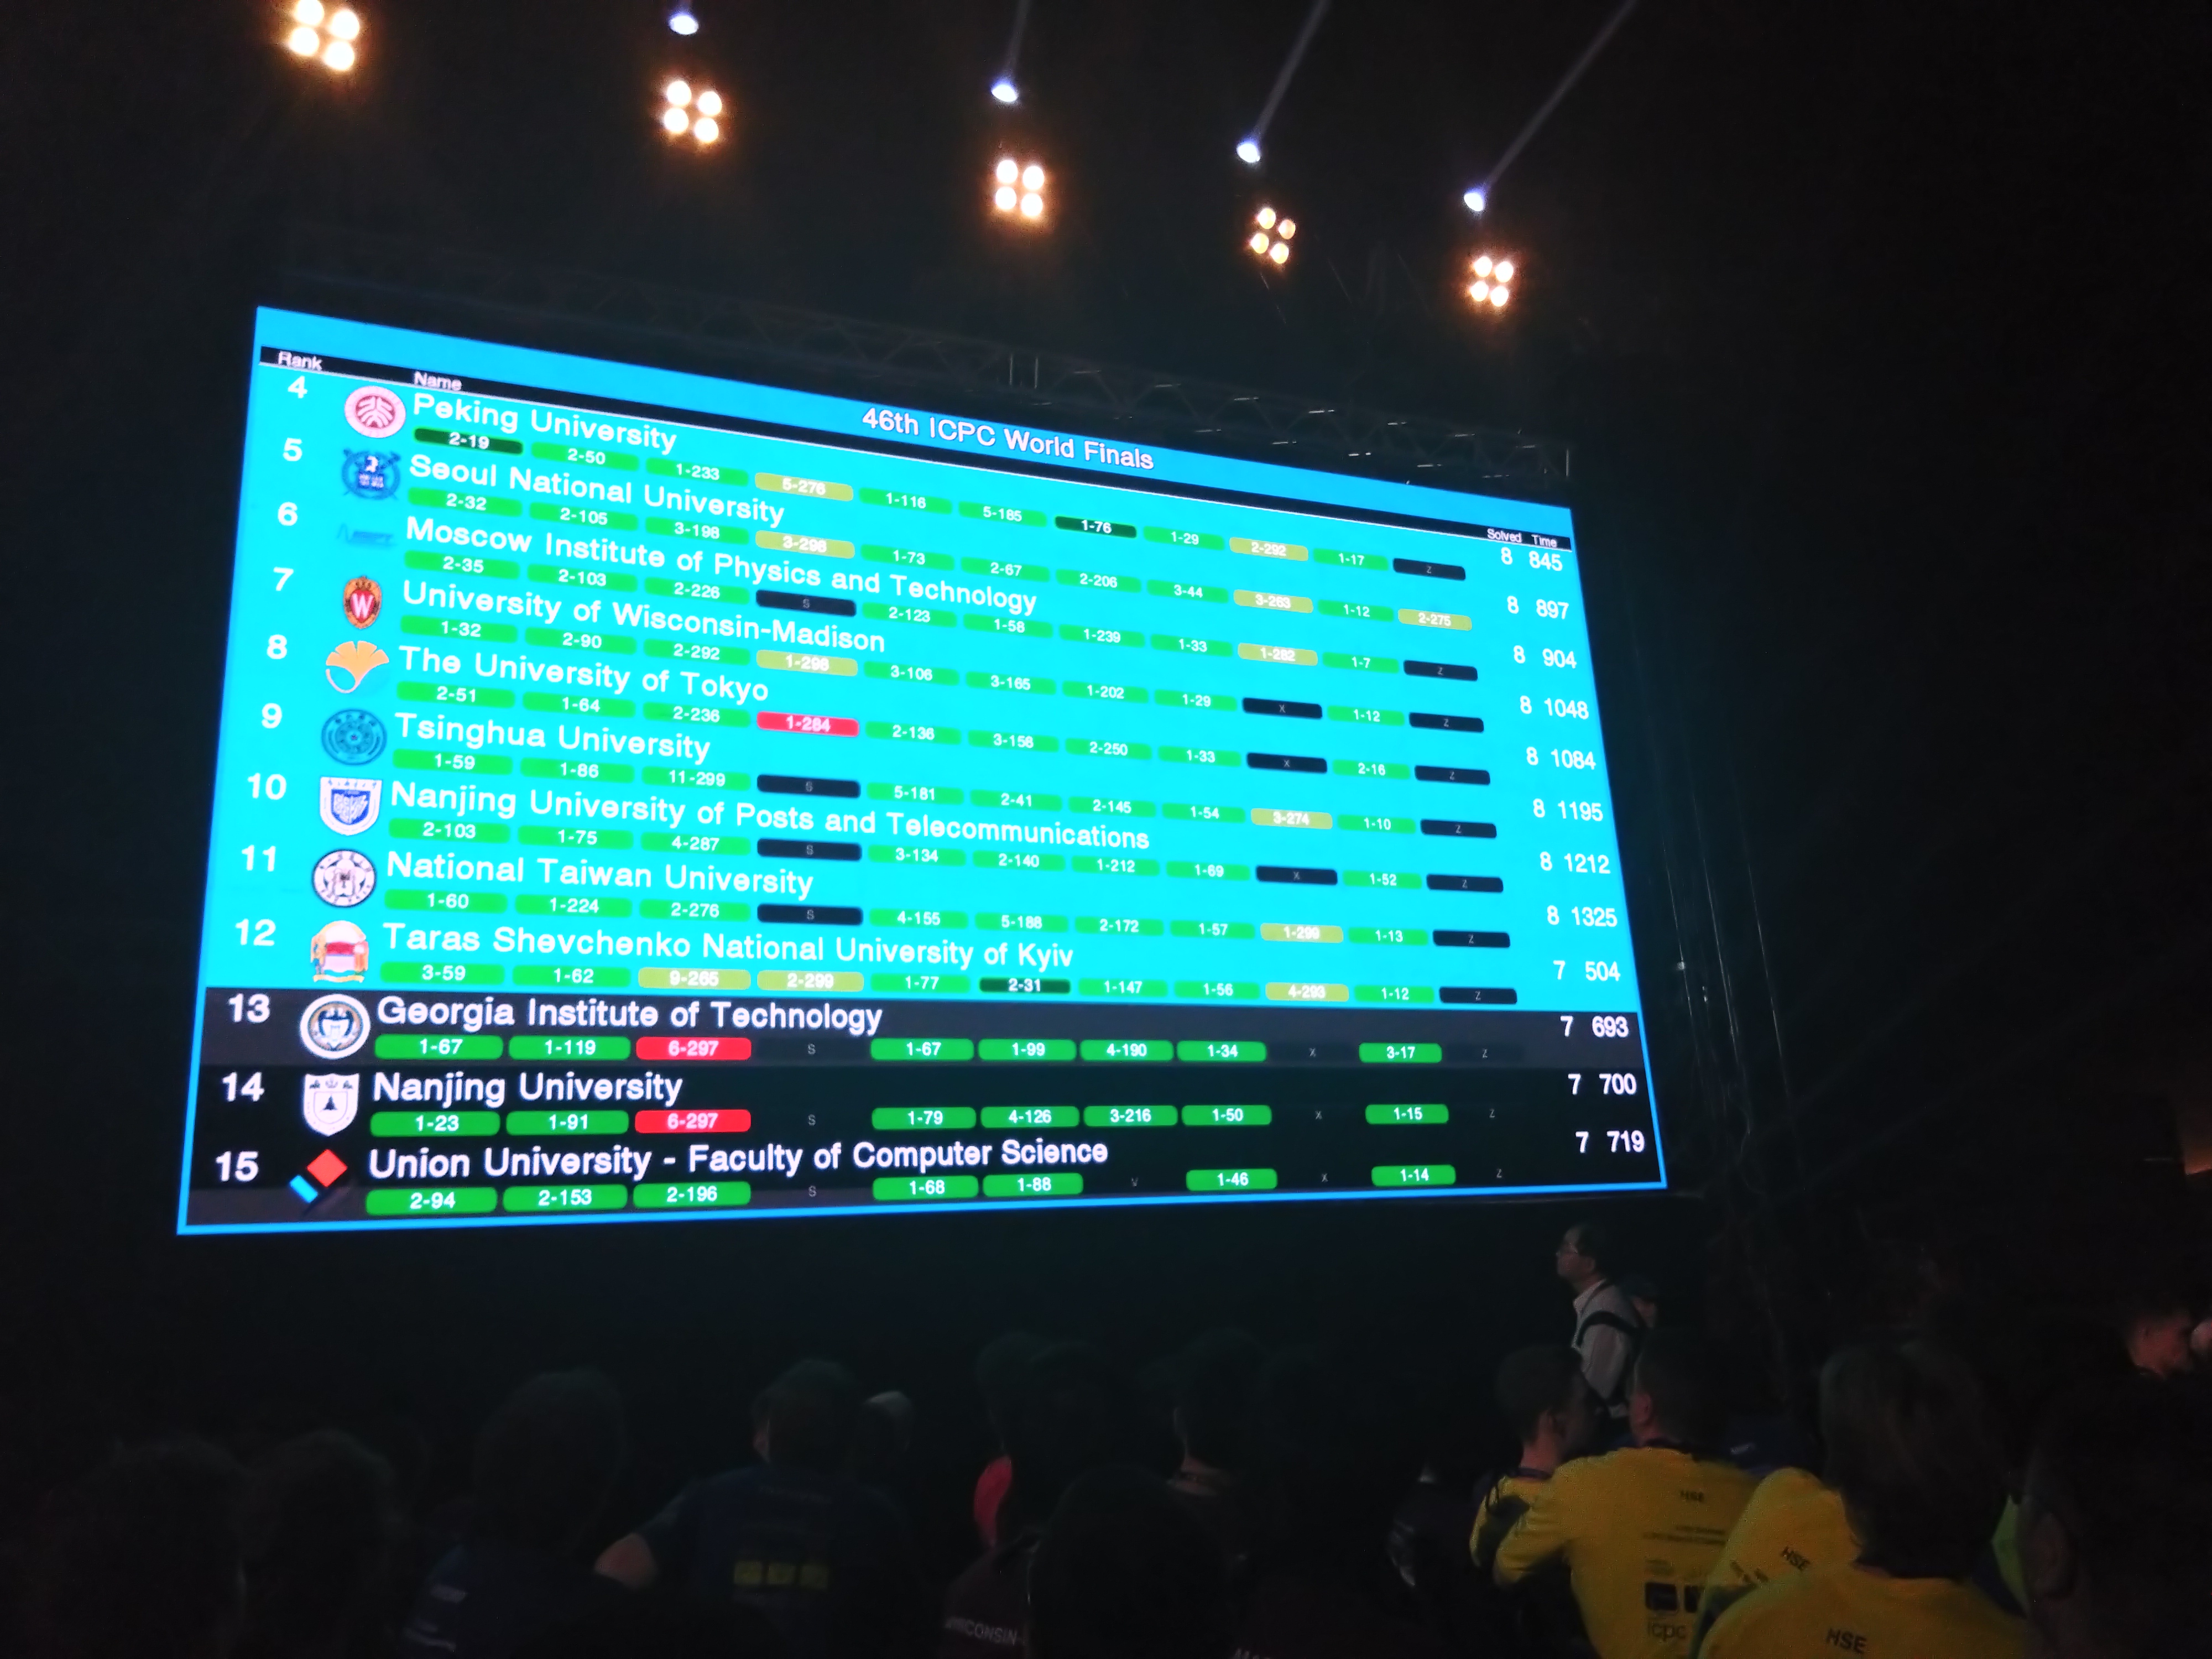 46th ICPC World Finals
Rank Name Solved Time
4 Peking University 8 845
2-19 2-50 1-233 5-276 1-116 5-185 1-76 1-29 2-292 1-17 Z
5 Seoul National University 8 897
2-32 2-105 3-198 3-298 1-73 2-67 2-206 3-44 3-263 1-12 2-275
6 Moscow Institute of Physics and Technology 8 904
2-35 2-103 2-226 S 2-123 1-58 1-239 1-33 1-282 1-7 Z
7 University of Wisconsin-Madison 8 1048
1-32 2-90 2-292 1-298 3-106 3-165 1-202 1-29 X 1-12 Z
8 The University of Tokyo 8 1084
2-51 1-64 2-236 1-284 2-136 3-158 2-250 1-33 X 2-16 Z
9 Tsinghua University 8 1195
1-59 1-86 11-299 S 5-181 2-41 2-145 1-54 3-274 1-10 Z
10 Nanjing University of Posts and Telecommunications 8 1212
2-103 1-75 4-287 S 3-134 2-140 1-212 1-69 X 1-52 Z
11 National Taiwan University 8 1325
1-60 1-224 2-276 S 4-155 5-188 2-172 1-57 1-299 1-13 Z
12 Taras Shevchenko National University of Kyiv 7 504
3-59 1-62 9-265 2-299 1-77 2-31 1-147 1-56 4-293 1-12 Z
13 Georgia Institute of Technology 7 693
1-67 1-119 6-297 S 1-67 1-99 4-190 1-34 X 3-17 Z
14 Nanjing University 7 700
1-23 1-91 6-297 S 1-79 4-126 3-216 1-50 X 1-15 Z
15 Union University - Faculty of Computer Science 7 719
2-94 2-153 2-196 S 1-68 1-88 V 1-46 X 1-14 Z
HSE
HSE
icpc
HSE